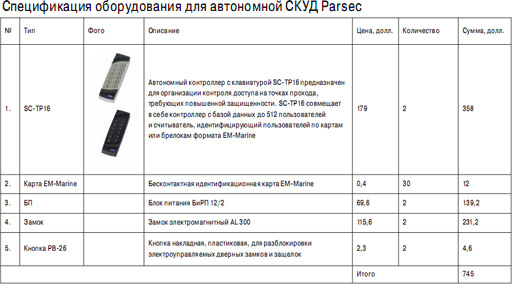 Спецификация оборудования для автономной СКУД Parsec
№ Тип Фото Описание Цена, долл. Количество Сумма, долл.
1. SC-TP16 179 2 358
Автономный контроллер с клавиатурой SC-TP16 предназначен
для организации контроля доступа на точках прохода,
требующих повышенной защищенности. SC-TP16 совмещает
в себе контроллер с базой данных до 512 пользователей
и считыватель, идентифицирующий пользователей по картам
или брелокам формата EM-Marine
2. Карта EM-Marine Бесконтактная идентификационная карта EM-Marine 0,4 30 12
3. БП Блок питания БиРП 12/2 69,6 2 139,2
4. Замок Замок электромагнитный AL 300 115,6 2 231,2
5. Кнопка PB-26 2,3 2 4,6
Кнопка накладная, пластиковая, для разблокировки
электроуправляемых дверных замков и защелок
Итого 745